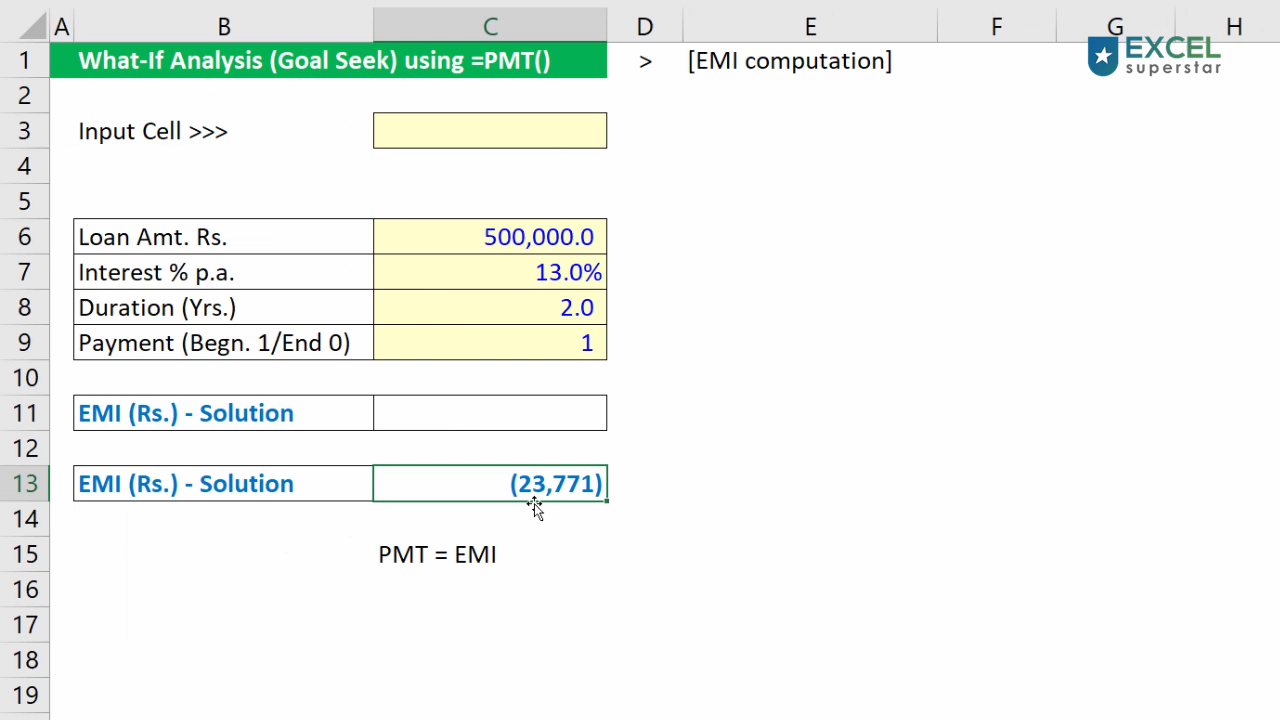 A B C D E F G H
1 What-If Analysis (Goal Seek) using =PMT() > [EMI computation]
EXCEL
superstar
2
3 Input Cell >>>
4
5
6 Loan Amt. Rs. 500,000.0
7 Interest % p.a. 13.0%
8 Duration (Yrs.) 2.0
9 Payment (Begn. 1/End 0) 1
10
11 EMI (Rs.) - Solution
12
13 EMI (Rs.) - Solution (23,771)
14
15 PMT = EMI
16
17
18
19